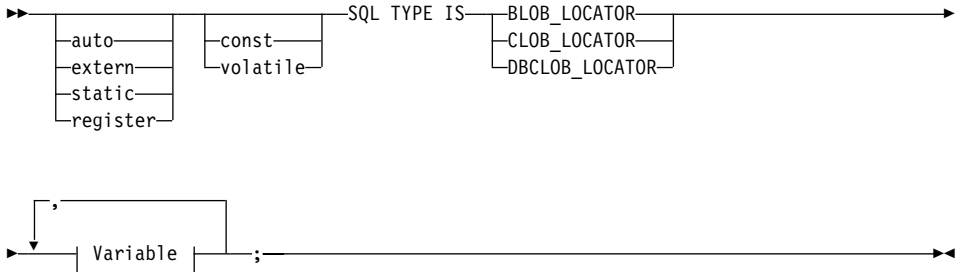 SQL TYPE IS BLOB_LOCATOR
auto const CLOB_LOCATOR
extern volatile DBCLOB_LOCATOR
static
register
,
Variable ;